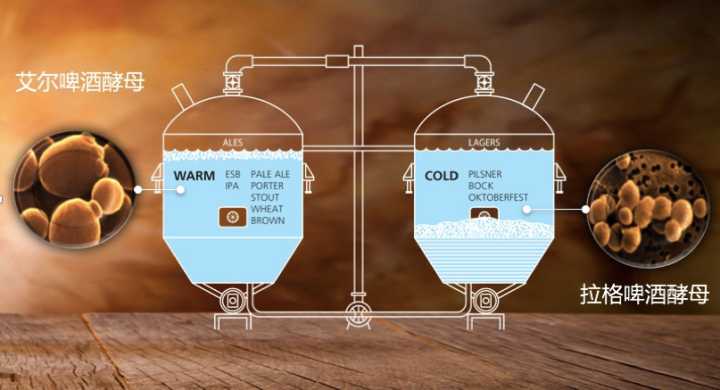 艾尔啤酒酵母
ALES
LAGERS
WARM
ESB
IPA
PALE ALE
PORTER
STOUT
WHEAT
BROWN
COLD
PILSNER
BOCK
OKTOBERFEST
拉格啤酒酵母